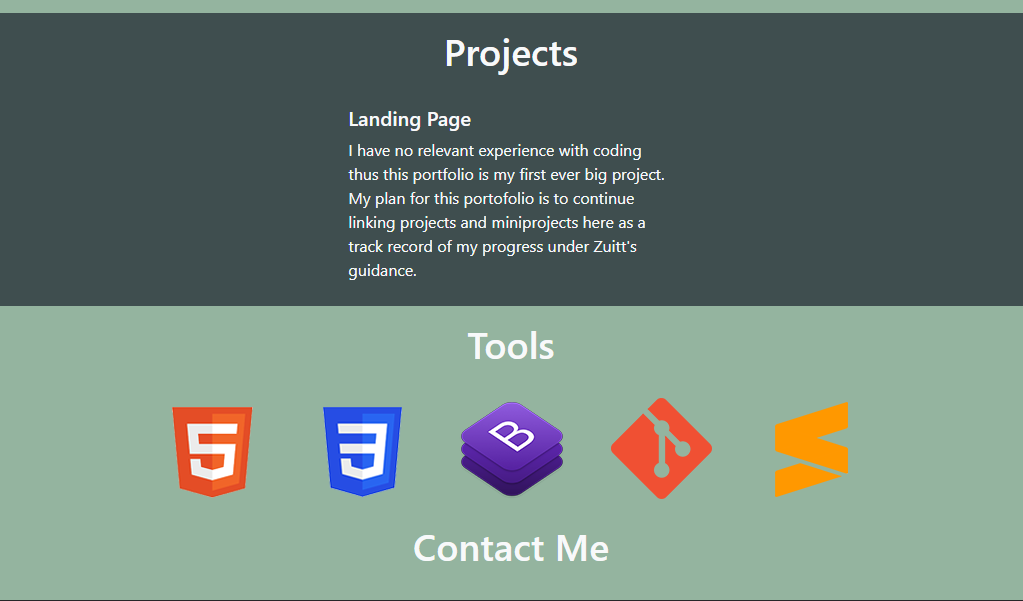 Projects
Landing Page
I have no relevant experience with coding
thus this portfolio is my first ever big project.
My plan for this portofolio is to continue
linking projects and miniprojects here as a
track record of my progress under Zuitt's
guidance.
Tools
5 3 B
Contact Me